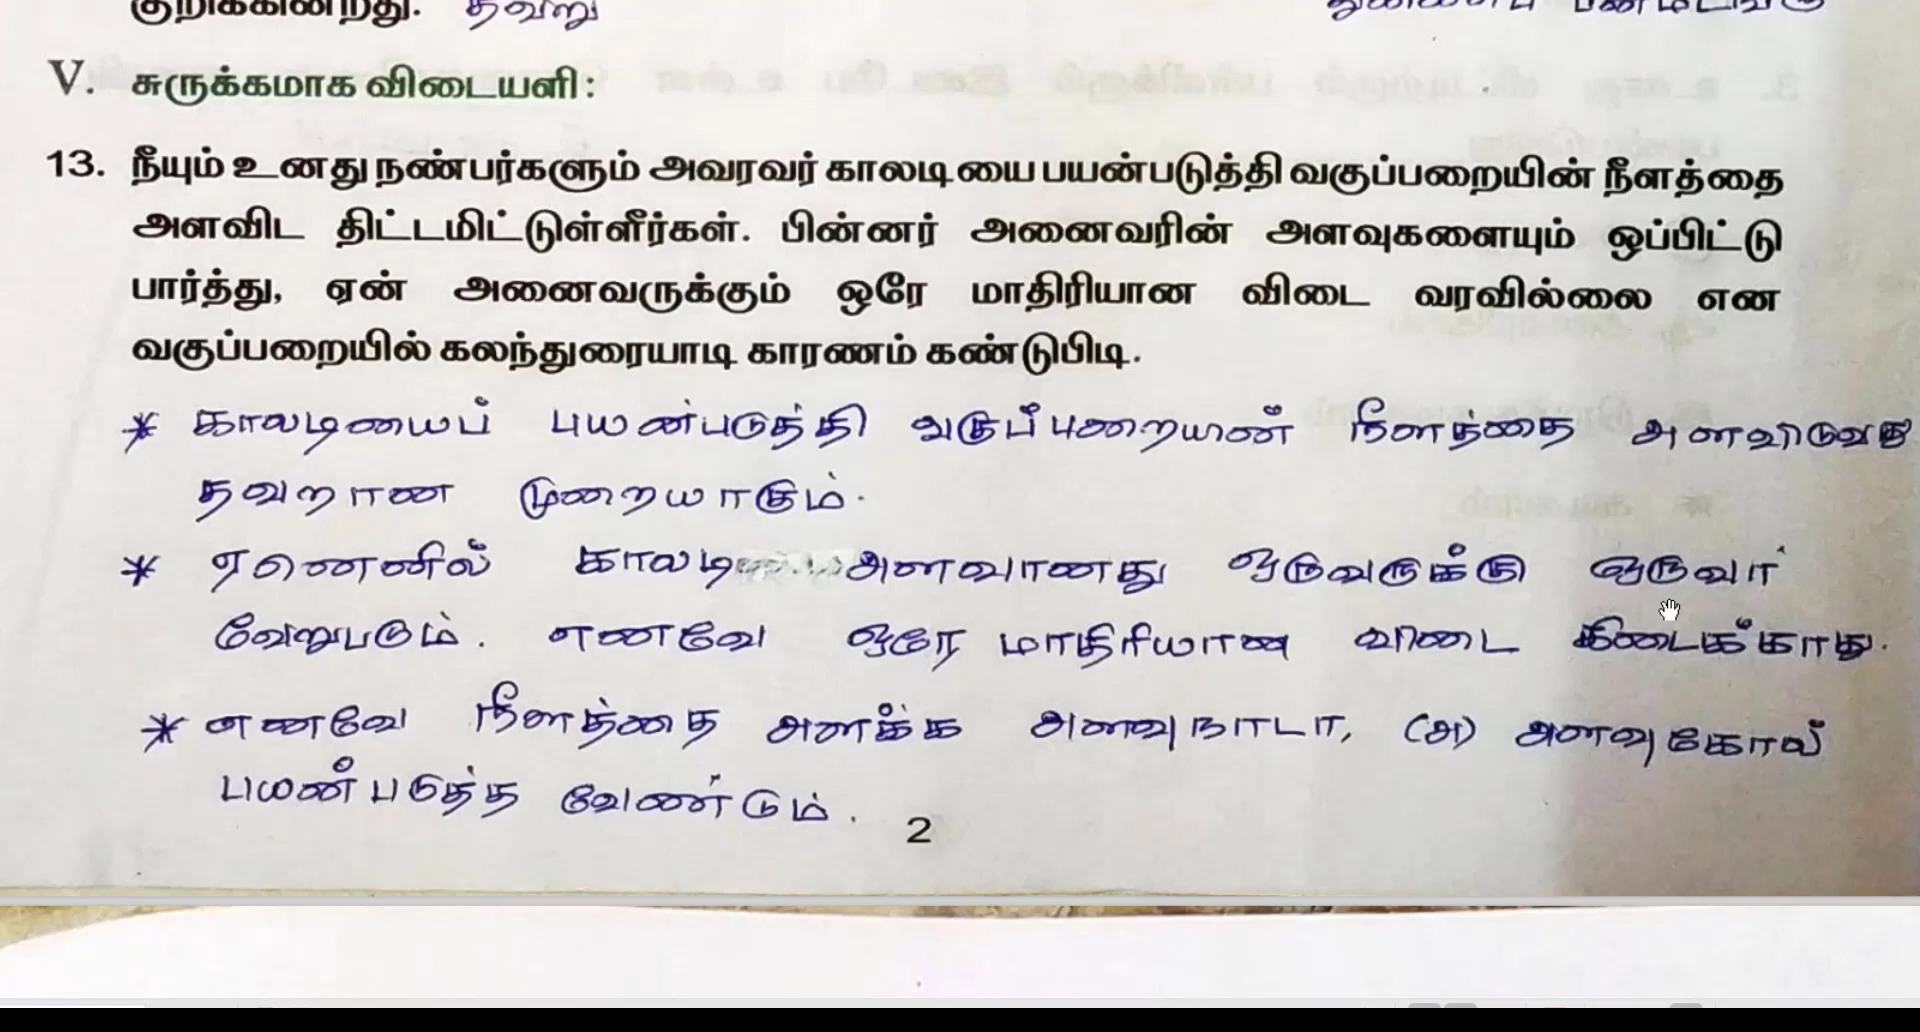 குறிக்கின்றது. தவறு
V. சுருக்கமாக விடையளி:
13. நீயும் உனது நண்பர்களும் அவரவர் காலடியை பயன்படுத்தி வகுப்பறையின் நீளத்தை
அளவிட திட்டமிட்டுள்ளீர்கள். பின்னர் அனைவரின் அளவுகளையும் ஒப்பிட்டு
பார்த்து, ஏன் அனைவருக்கும் ஒரே மாதிரியான விடை வரவில்லை என
வகுப்பறையில் கலந்துரையாடி காரணம் கண்டுபிடி.
* காலடியைப் பயன்படுத்தி வகுப்பறையின் நீளத்தை அளவிடுவது
தவறான முறையாகும்.
* ஏனெனில் காலடி அளவானது ஒருவருக்கு ஒருவர்
வேறுபடும். எனவே ஒரே மாதிரியான விடை கிடைக்காது.
* எனவே நீளத்தை அளக்க அளவுநாடா, (அ) அளவுகோல்
பயன்படுத்த வேண்டும்.
2